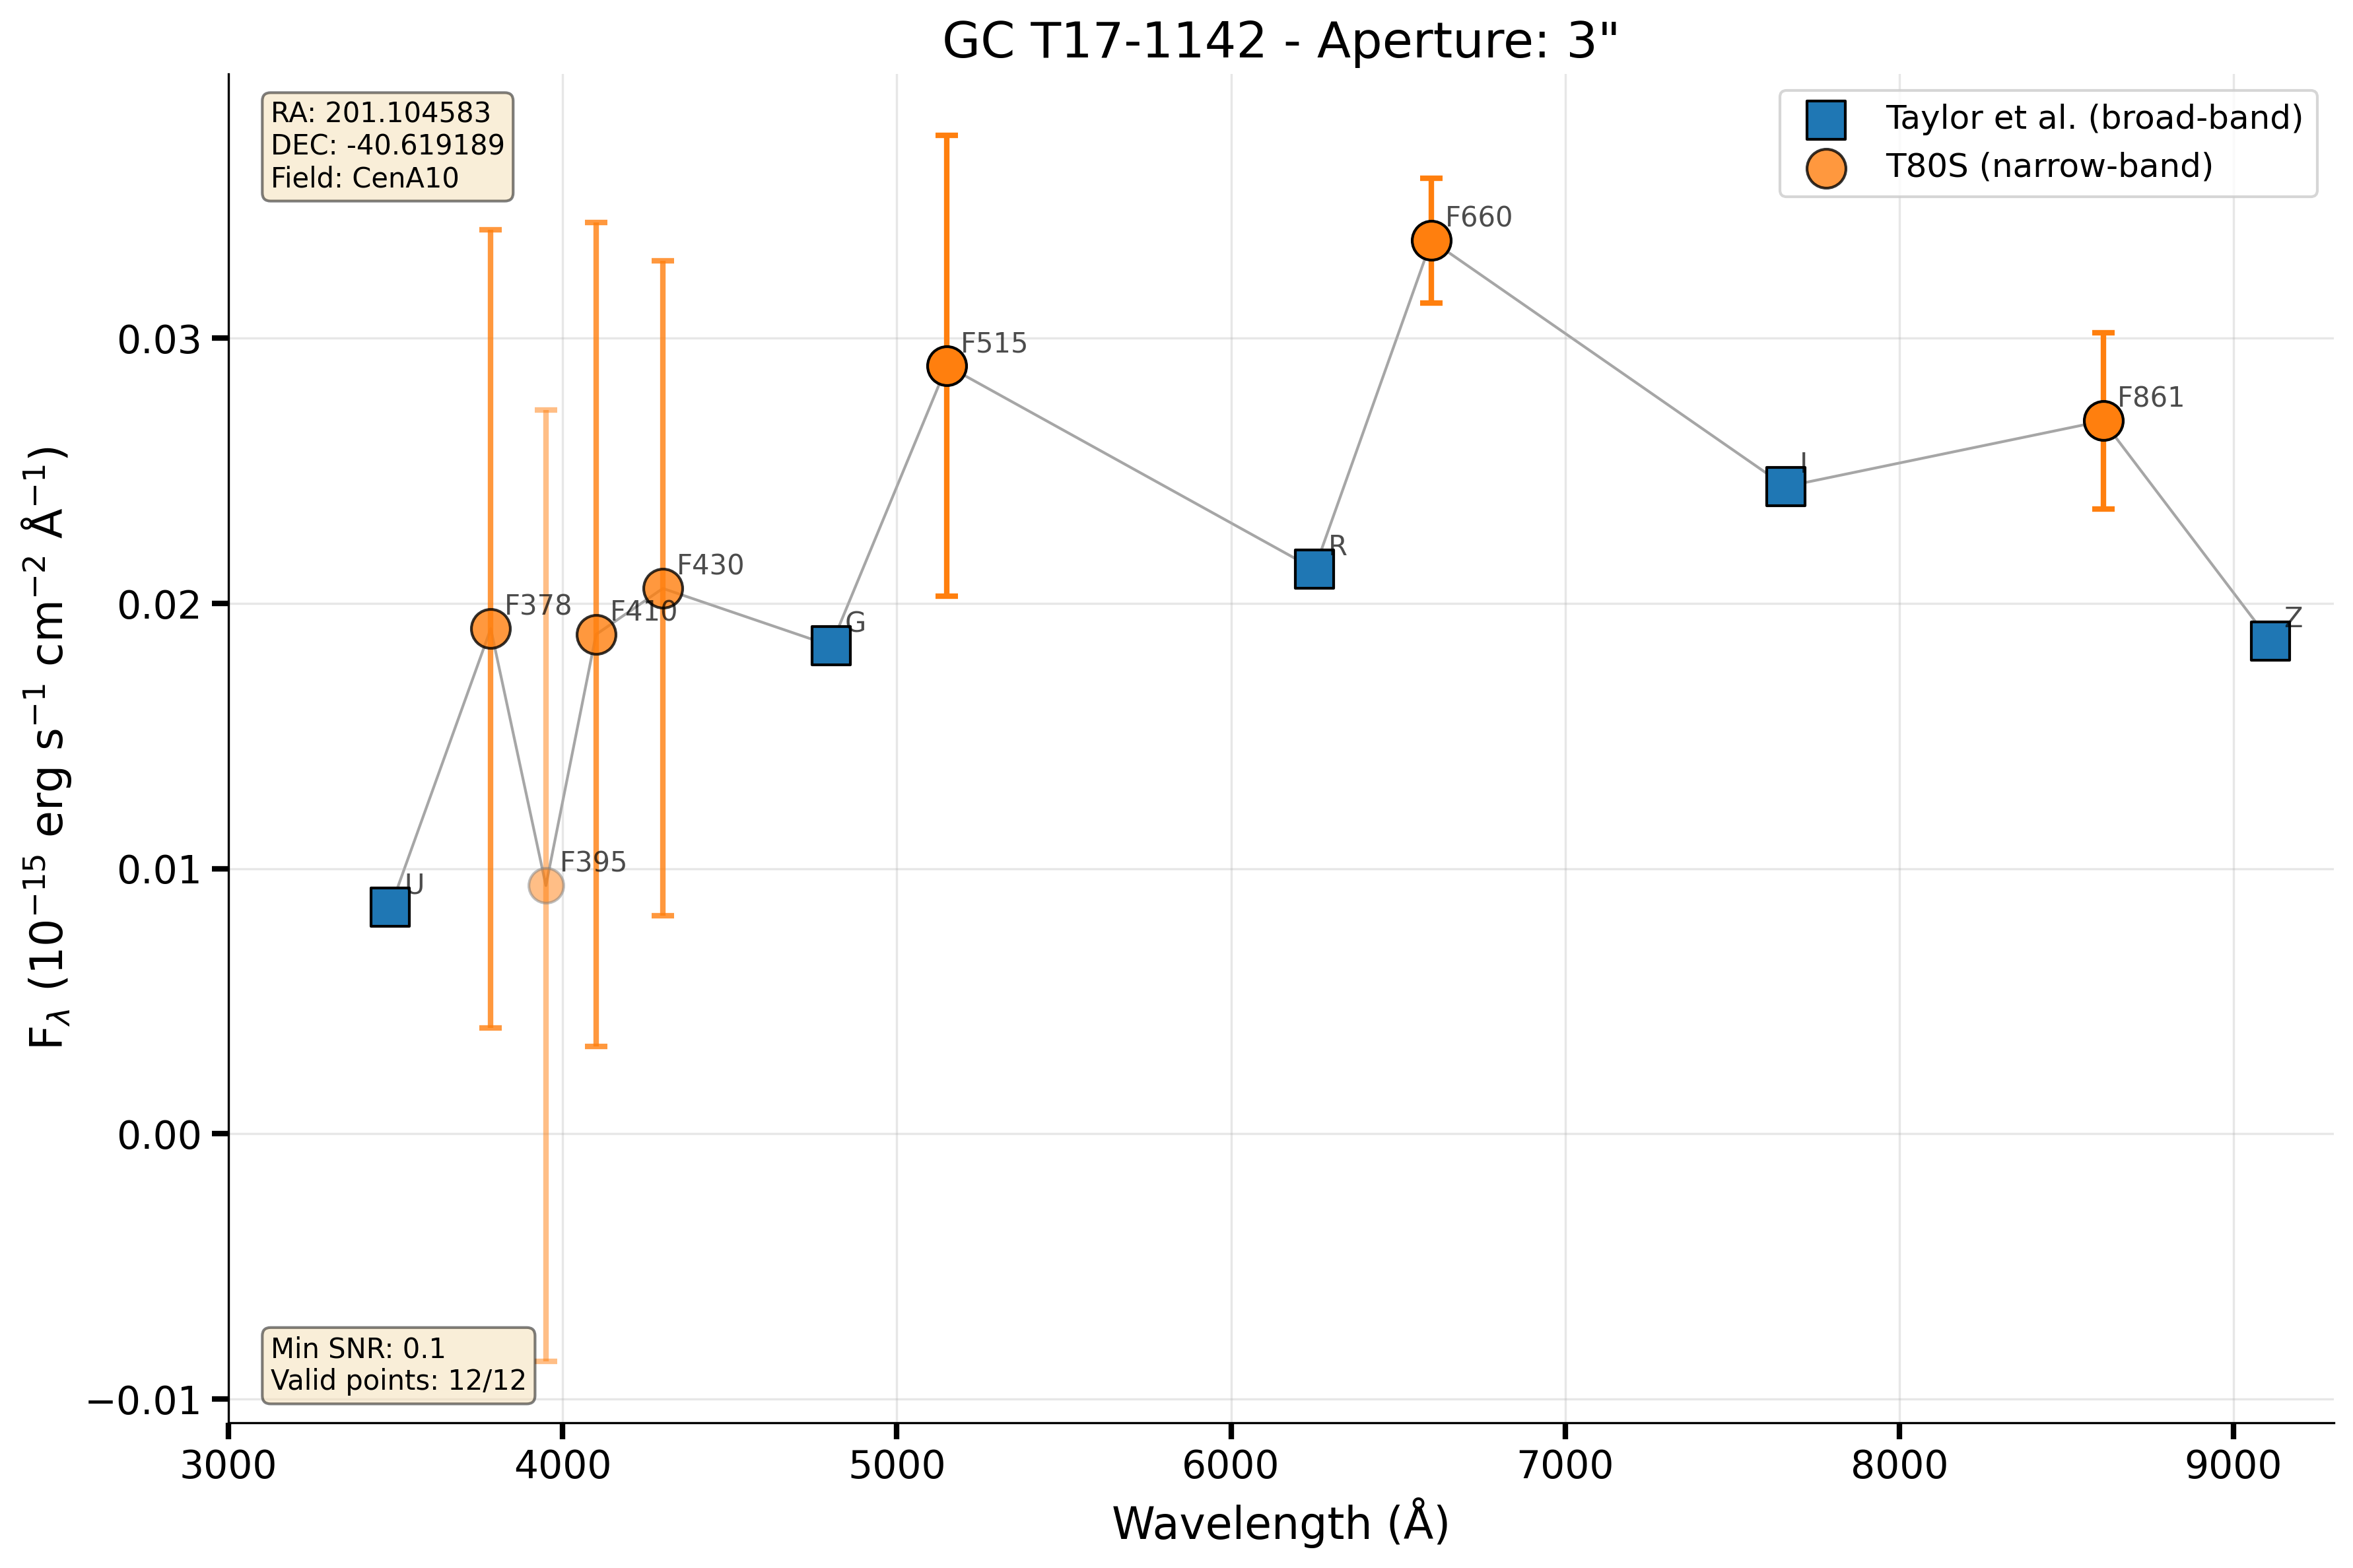 GC T17-1142 - Aperture: 3"
RA: 201.104583
DEC: -40.619189
Field: CenA10
Taylor et al. (broad-band)
T80S (narrow-band)
F660
F515
F861
I
R
F430
F378
F410
G
Z
F395
U
Min SNR: 0.1
Valid points: 12/12
0.03
0.02
0.01
0.00
−0.01
F_λ (10⁻¹⁵ erg s⁻¹ cm⁻² Å⁻¹)
3000 4000 5000 6000 7000 8000 9000
Wavelength (Å)